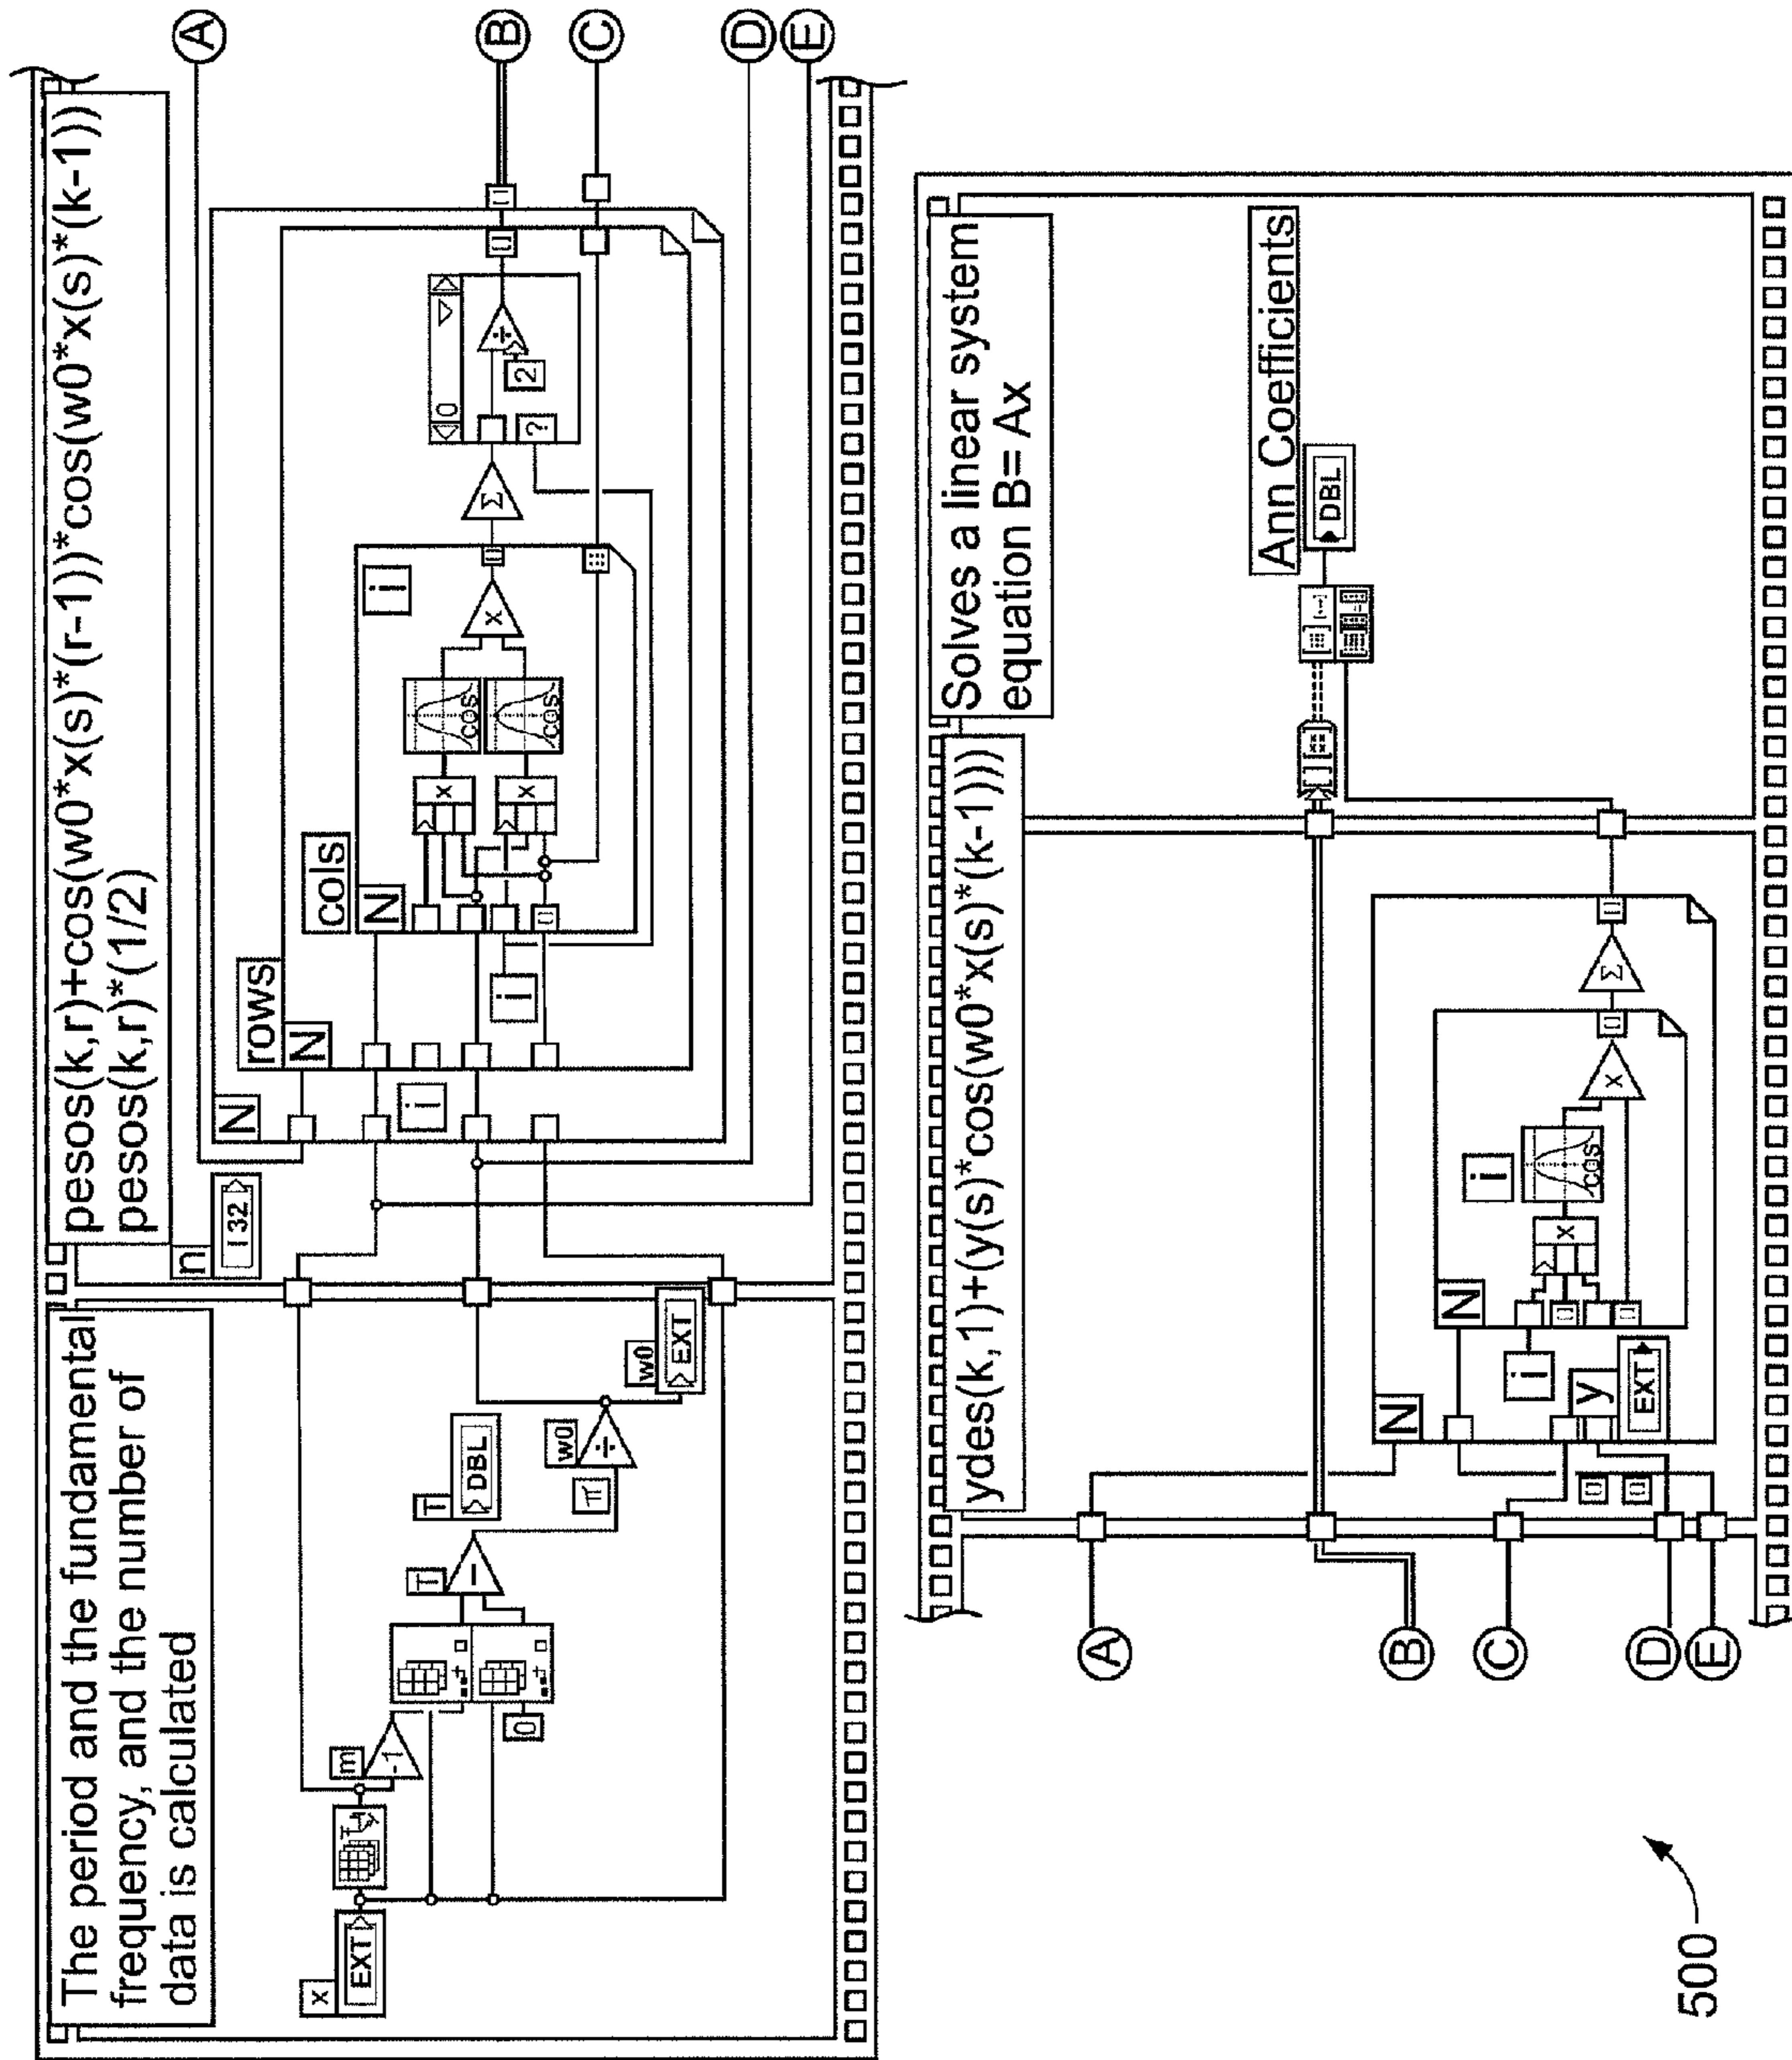 The period and the fundamental
frequency, and the number of
data is calculated
x
EXT
m
-1
0
T
T
DBL
π
w0
÷
w0
EXT
n
I32
pesos(k,r)+cos(w0*x(s)*(r-1))*cos(w0*x(s)*(k-1))
pesos(k,r)*(1/2)
N
i
rows
N
i
cols
N
x
x
cos
cos
x
i
Σ
0
?
2
÷
A
B
C
D
E
A
B
C
D
E
ydes(k,1)+(y(s)*cos(w0*x(s)*(k-1)))
N
i
y
EXT
N
x
i
cos
x
Σ
Solves a linear system
equation B= Ax
Ann Coefficients
DBL
500